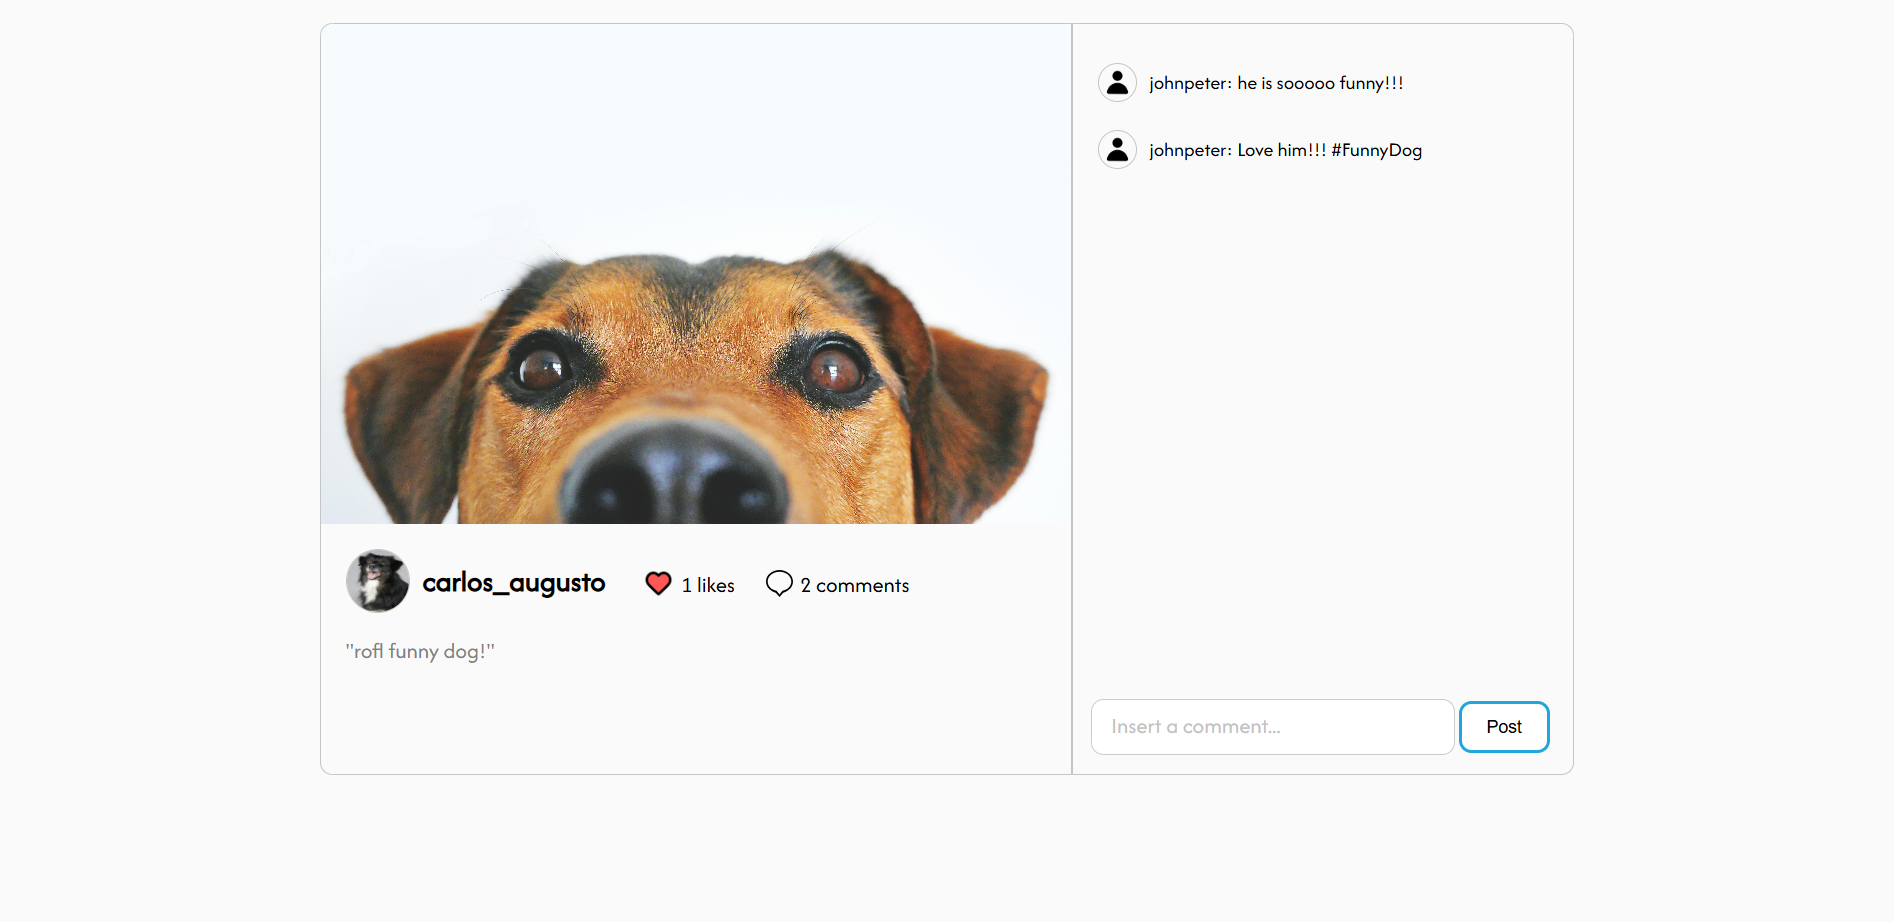 johnpeter: he is sooooo funny!!!
johnpeter: Love him!!! #FunnyDog
carlos_augusto 1 likes 2 comments
"rofl funny dog!"
Insert a comment... Post